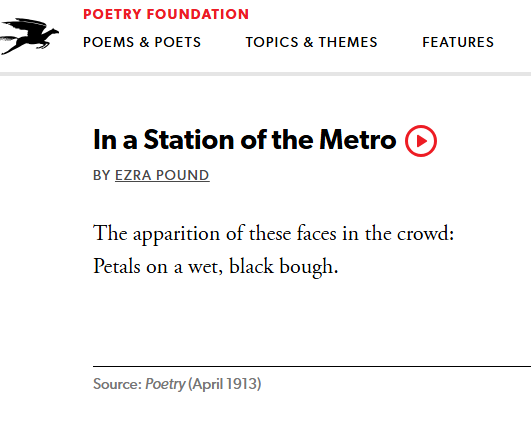 POETRY FOUNDATION
POEMS & POETS TOPICS & THEMES FEATURES
In a Station of the Metro
BY EZRA POUND
The apparition of these faces in the crowd:
Petals on a wet, black bough.
Source: Poetry (April 1913)